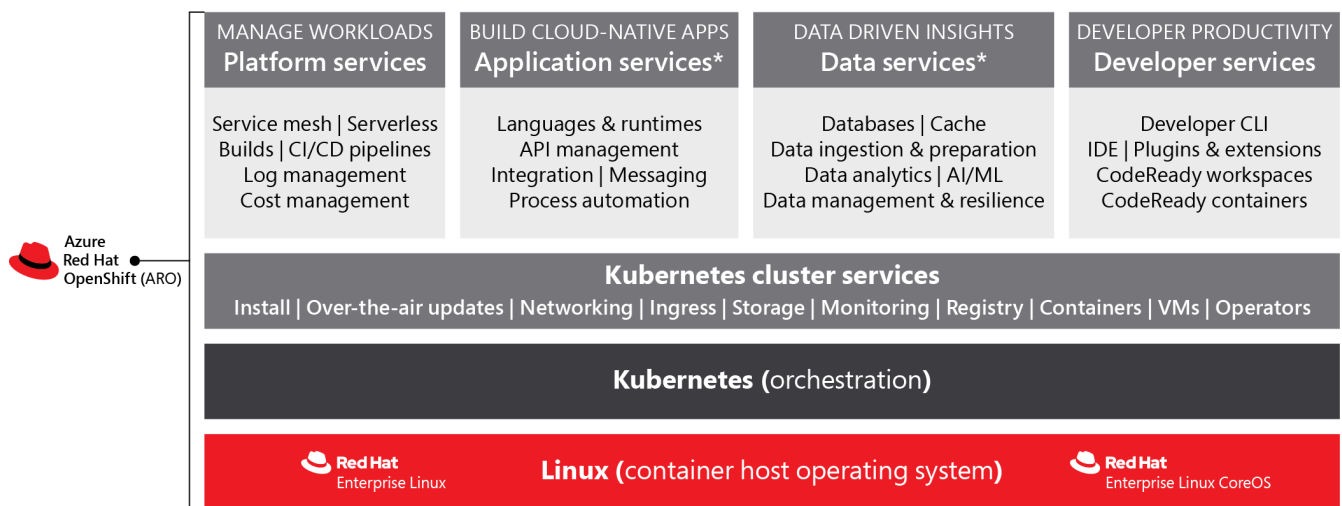 MANAGE WORKLOADS
Platform services
Service mesh | Serverless
Builds | CI/CD pipelines
Log management
Cost management
BUILD CLOUD-NATIVE APPS
Application services*
Languages & runtimes
API management
Integration | Messaging
Process automation
DATA DRIVEN INSIGHTS
Data services*
Databases | Cache
Data ingestion & preparation
Data analytics | AI/ML
Data management & resilience
DEVELOPER PRODUCTIVITY
Developer services
Developer CLI
IDE | Plugins & extensions
CodeReady workspaces
CodeReady containers
Azure
Red Hat
OpenShift (ARO)
Kubernetes cluster services
Install | Over-the-air updates | Networking | Ingress | Storage | Monitoring | Registry | Containers | VMs | Operators
Kubernetes (orchestration)
Red Hat
Enterprise Linux
Linux (container host operating system)
Red Hat
Enterprise Linux CoreOS